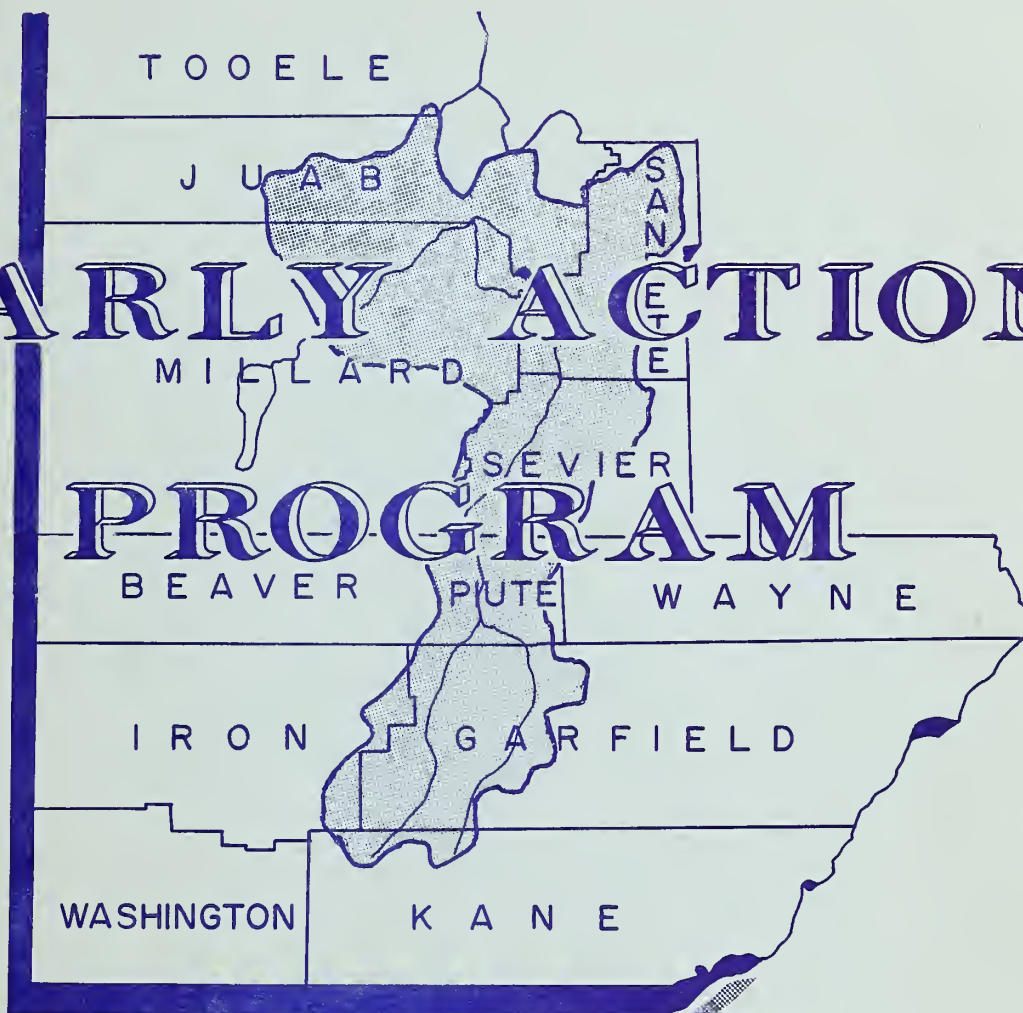 TOOELE
JUAB
SANPETE
ARLY ACTION
MILLARD
SEVIER
PROGRAM
BEAVER
PIUTE
WAYNE
IRON
GARFIELD
WASHINGTON
KANE